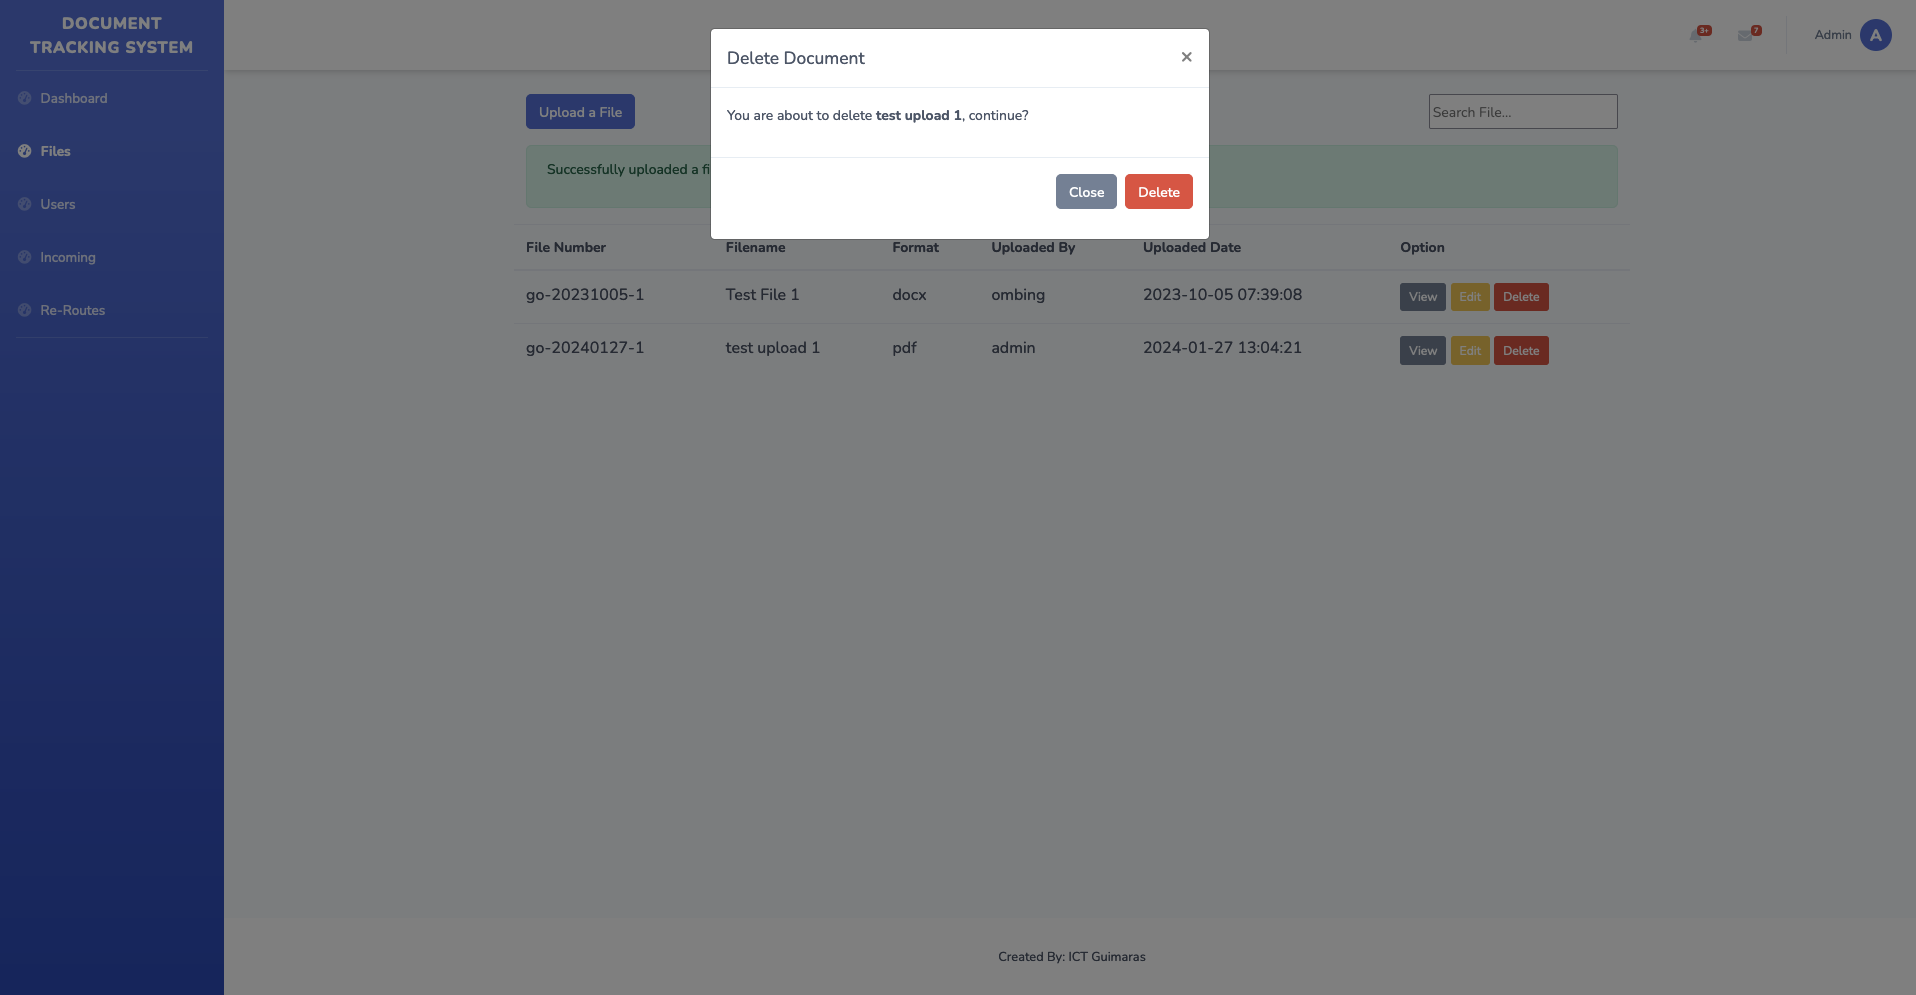 DOCUMENT
TRACKING SYSTEM
Dashboard
Files
Users
Incoming
Re-Routes
3+
7
Admin
A
Delete Document
×
You are about to delete test upload 1, continue?
Close Delete
Upload a File
Search File...
Successfully uploaded a fi
File Number Filename Format Uploaded By Uploaded Date Option
go-20231005-1 Test File 1 docx ombing 2023-10-05 07:39:08 View Edit Delete
go-20240127-1 test upload 1 pdf admin 2024-01-27 13:04:21 View Edit Delete
Created By: ICT Guimaras